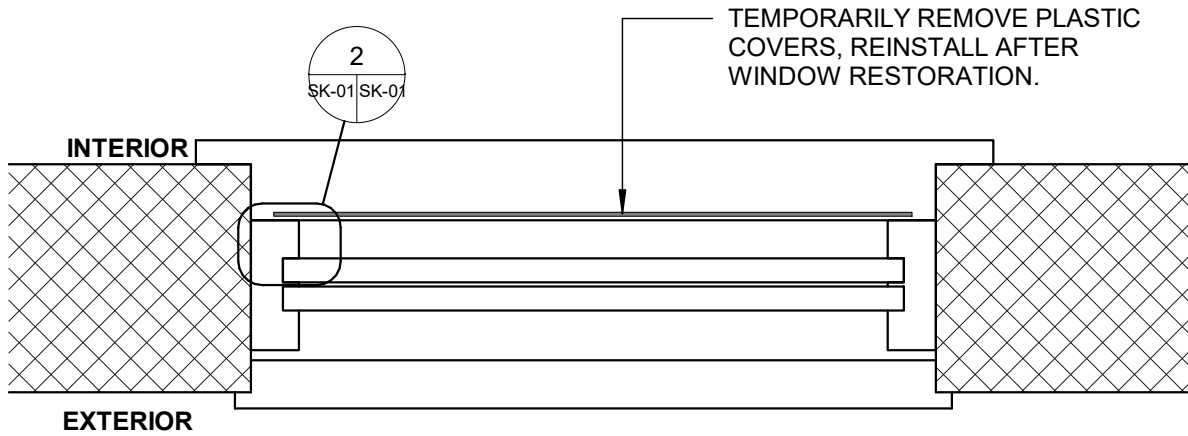 TEMPORARILY REMOVE PLASTIC
COVERS, REINSTALL AFTER
WINDOW RESTORATION.
2
SK-01 SK-01
INTERIOR
EXTERIOR